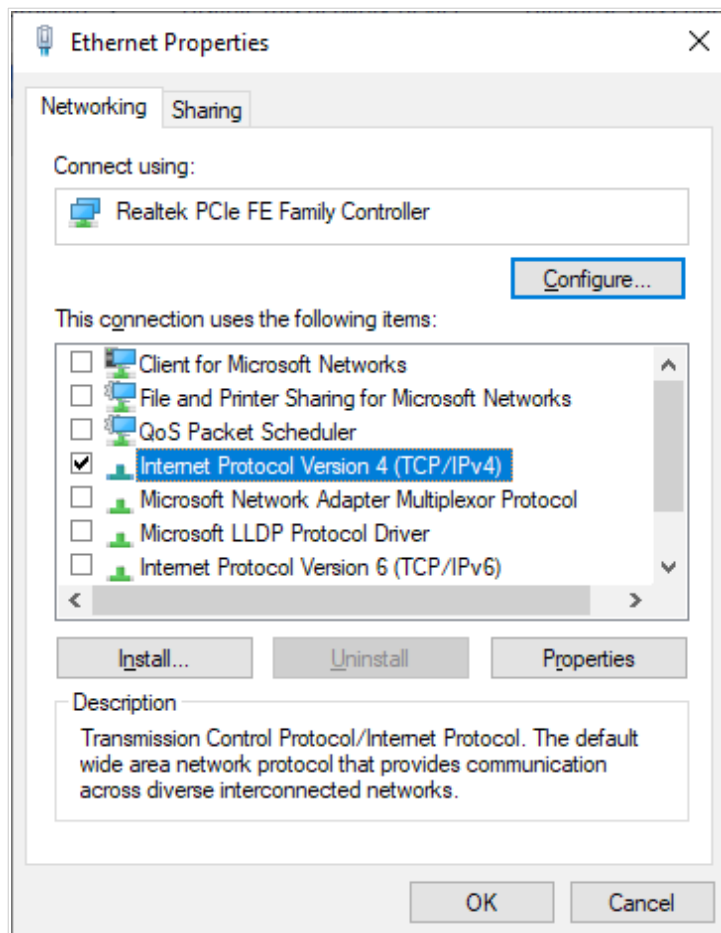 Ethernet Properties
Networking
Sharing
Connect using:
Realtek PCIe FE Family Controller
Configure...
This connection uses the following items:
Client for Microsoft Networks
File and Printer Sharing for Microsoft Networks
QoS Packet Scheduler
Internet Protocol Version 4 (TCP/IPv4)
Microsoft Network Adapter Multiplexor Protocol
Microsoft LLDP Protocol Driver
Internet Protocol Version 6 (TCP/IPv6)
Install...
Uninstall
Properties
Description
Transmission Control Protocol/Internet Protocol. The default
wide area network protocol that provides communication
across diverse interconnected networks.
OK
Cancel